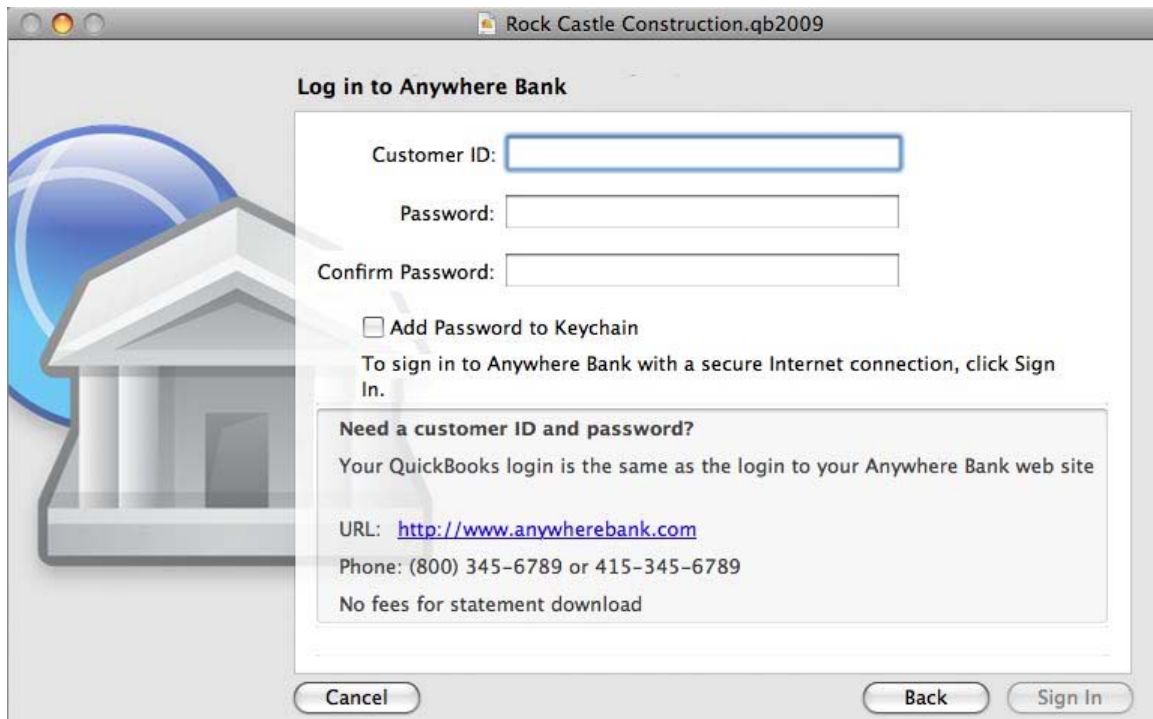 Rock Castle Construction.qb2009
Log in to Anywhere Bank
Customer ID:
Password:
Confirm Password:
Add Password to Keychain
To sign in to Anywhere Bank with a secure Internet connection, click Sign
In.
Need a customer ID and password?
Your QuickBooks login is the same as the login to your Anywhere Bank web site
URL: http://www.anywherebank.com
Phone: (800) 345-6789 or 415-345-6789
No fees for statement download
Cancel
Back
Sign In